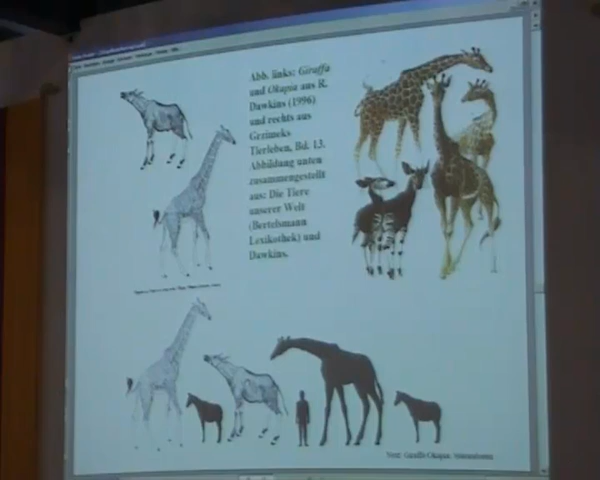 Abb. links: Giraffa
und Okapia aus R.
Dawkins (1996)
und rechts aus
Grzimeks
Tierleben, Bd. 13.
Abbildung unten
zusammengestellt
aus: Die Tiere
unserer Welt
(Bertelsmann
Lexikothek) und
Dawkins.